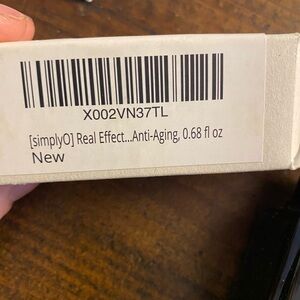 X002VN37TL
[simplyO] Real Effect...Anti-Aging, 0.68 fl oz
New